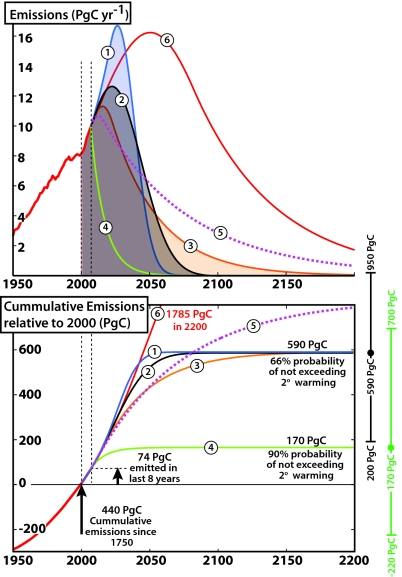 Emissions (PgC yr⁻¹)
16
14
12
10
8
6
4
2
1
6
2
5
3
4
1950
2000
2050
2100
2150
Cummulative Emissions
relative to 2000 (PgC)
600
400
200
0
-200
6
1785 PgC
in 2200
5
1
2
3
590 PgC
66% probability
of not exceeding
2° warming
4
170 PgC
90% probability
of not exceeding
2° warming
74 PgC
emitted in
last 8 years
440 PgC
Cummulative
emissions since
1750
1950
2000
2050
2100
2150
2200
950 PgC
590 PgC
200 PgC
700 PgC
170 PgC
-220 PgC